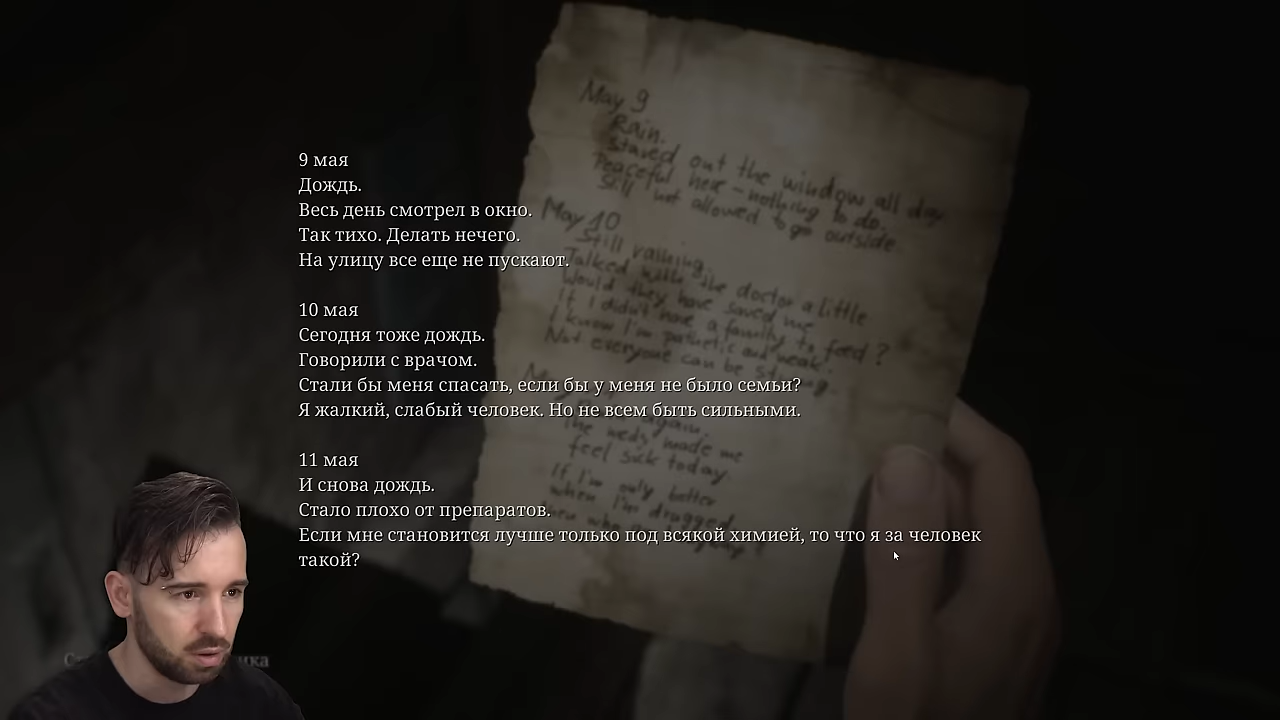 9 мая
Дождь.
Весь день смотрел в окно.
Так тихо. Делать нечего.
На улицу все еще не пускают.
10 мая
Сегодня тоже дождь.
Говорили с врачом.
Стали бы меня спасать, если бы у меня не было семьи?
Я жалкий, слабый человек. Но не всем быть сильными.
11 мая
И снова дождь.
Стало плохо от препаратов.
Если мне становится лучше только под всякой химией, то что я за человек
такой?
May 9
Rain.
Stared out the window all day
Peaceful here - nothing to do.
Still not allowed to go outside.
May 10
Still raining.
Talked with the doctor a little
Would they have saved me
If I didn't have a family to feed?
I know I'm pathetic and weak.
Not everyone can be strong.
again.
The meds made me
feel sick today.
If I'm only better
when I'm drugged
who